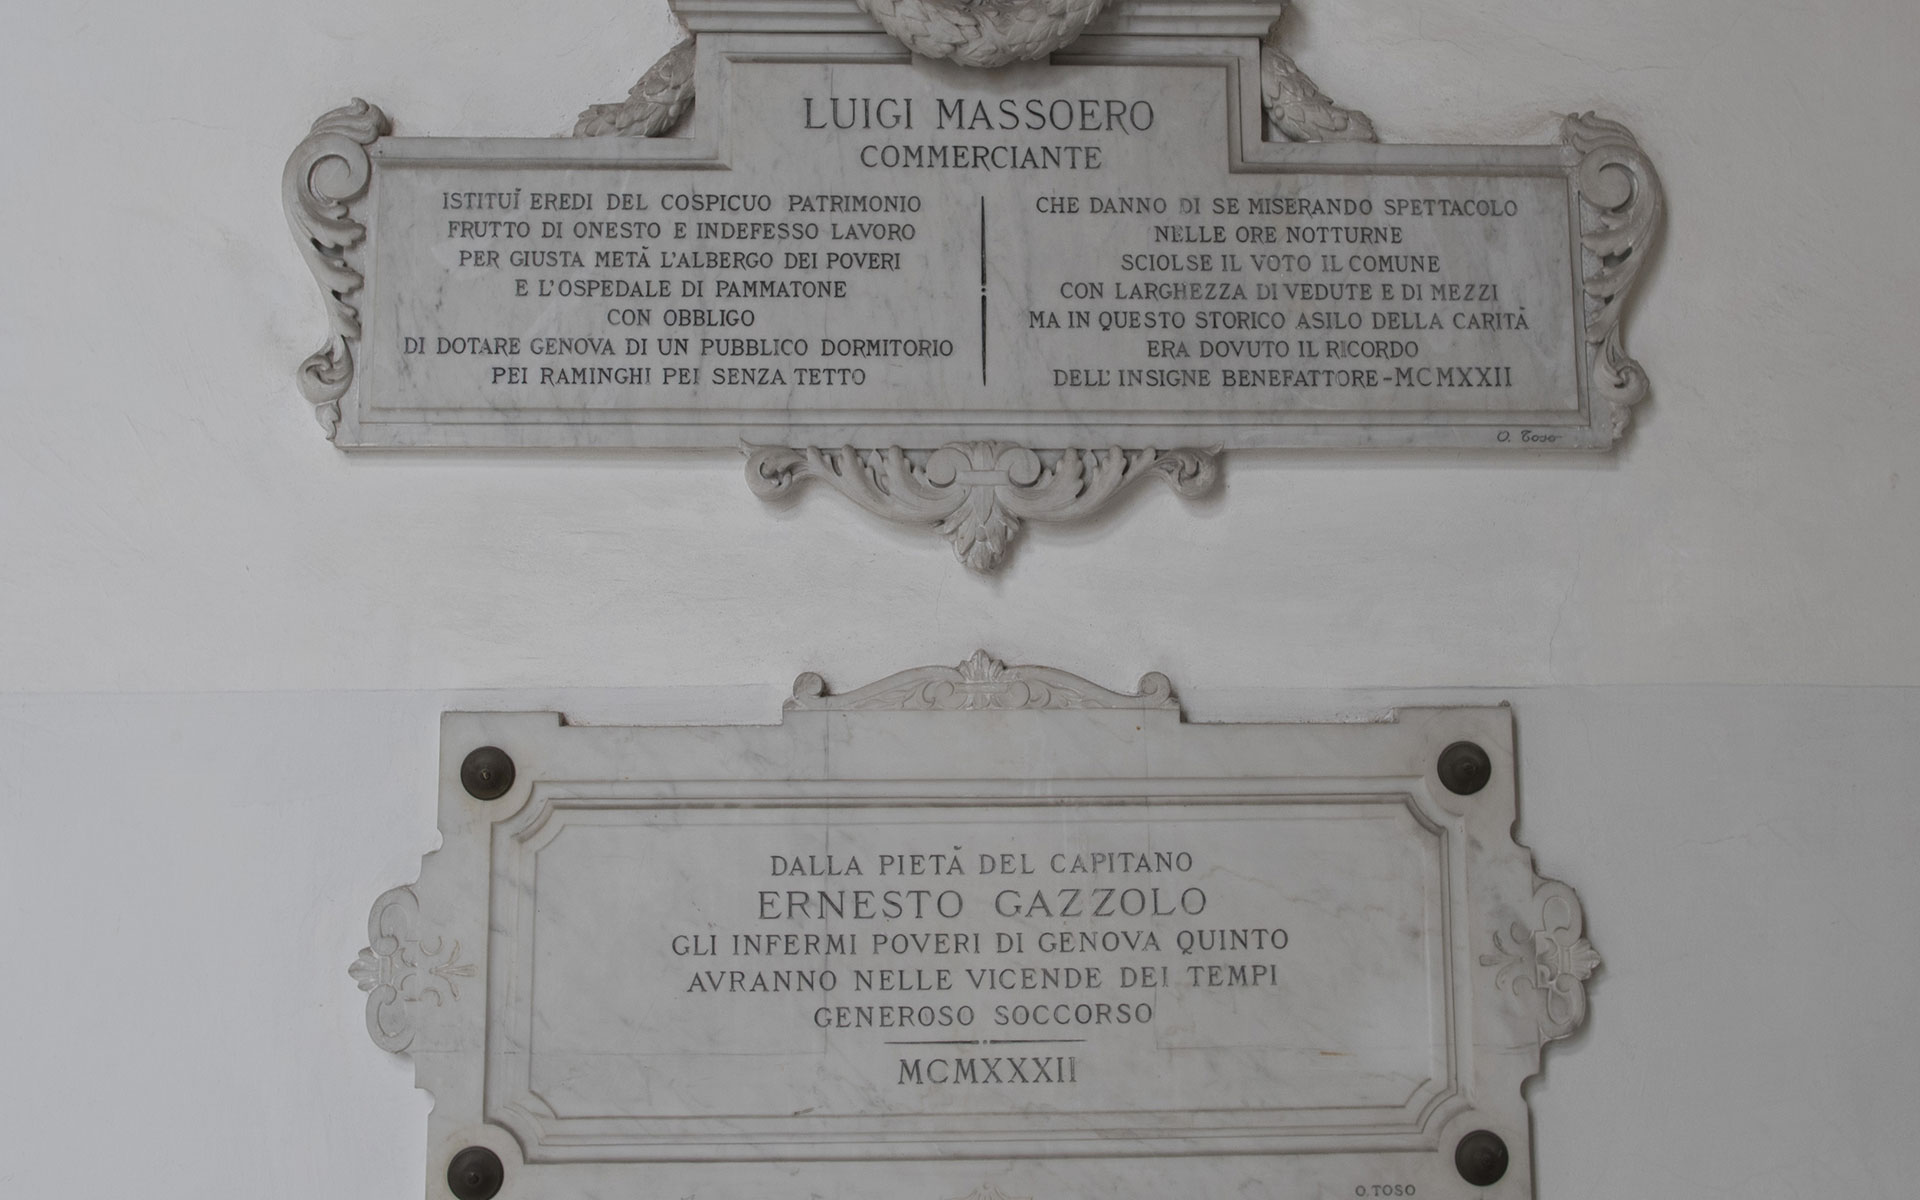 LUIGI MASSOERO
COMMERCIANTE
ISTITUÌ EREDI DEL COSPICUO PATRIMONIO
FRUTTO DI ONESTO E INDEFESSO LAVORO
PER GIUSTA METÀ L'ALBERGO DEI POVERI
E L'OSPEDALE DI PAMMATONE
CON OBBLIGO
DI DOTARE GENOVA DI UN PUBBLICO DORMITORIO
PEI RAMINGHI PEI SENZA TETTO
CHE DANNO DI SE MISERANDO SPETTACOLO
NELLE ORE NOTTURNE
SCIOLSE IL VOTO IL COMUNE
CON LARGHEZZA DI VEDUTE E DI MEZZI
MA IN QUESTO STORICO ASILO DELLA CARITÀ
ERA DOVUTO IL RICORDO
DELL'INSIGNE BENEFATTORE-MCMXXII
O. Toso
DALLA PIETÀ DEL CAPITANO
ERNESTO GAZZOLO
GLI INFERMI POVERI DI GENOVA QUINTO
AVRANNO NELLE VICENDE DEI TEMPI
GENEROSO SOCCORSO
MCMXXXII
O. TOSO